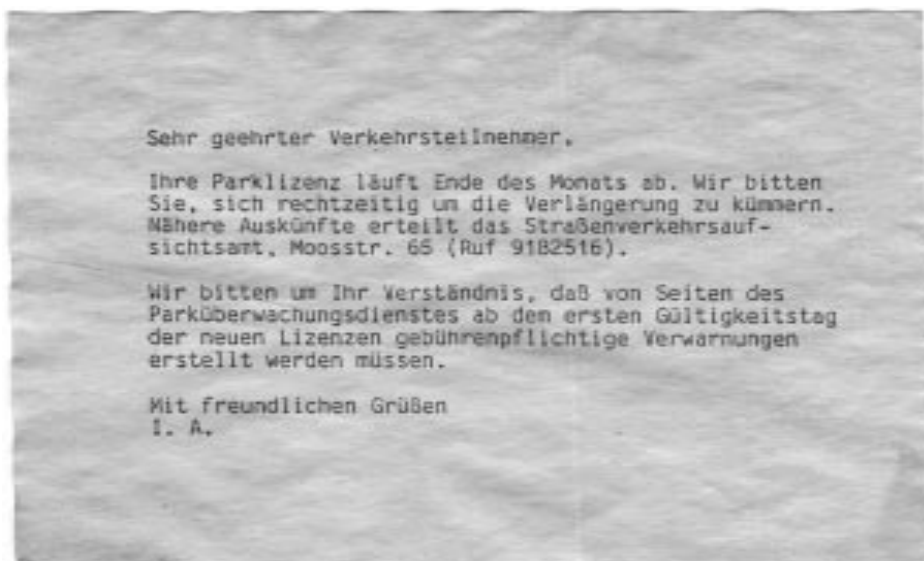 Sehr geehrter Verkehrsteilnehmer,
Ihre Parklizenz läuft Ende des Monats ab. Wir bitten
Sie, sich rechtzeitig um die Verlängerung zu kümmern.
Nähere Auskünfte erteilt das Straßenverkehrsauf-
sichtsamt, Moosstr. 65 (Ruf 9182516).
Wir bitten um Ihr Verständnis, daß von Seiten des
Parküberwachungsdienstes ab dem ersten Gültigkeitstag
der neuen Lizenzen gebührenpflichtige Verwarnungen
erstellt werden müssen.
Mit freundlichen Grüßen
I. A.